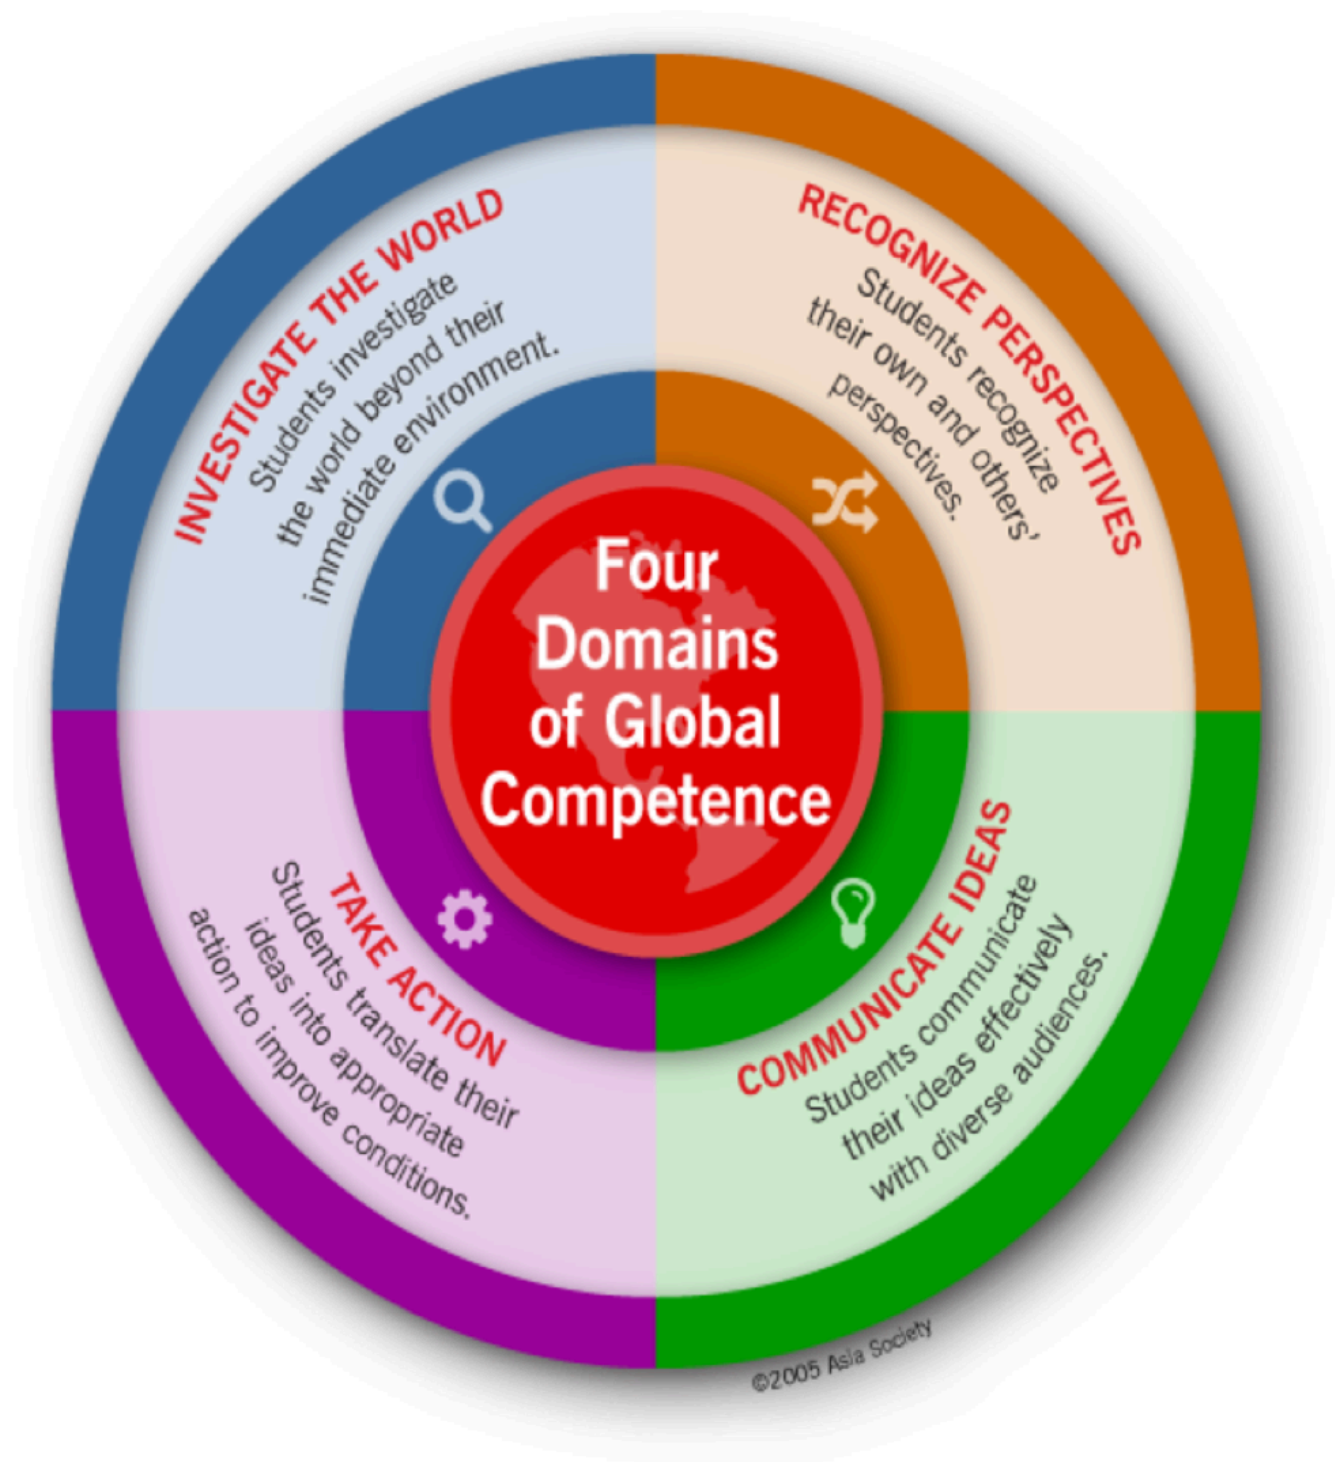 INVESTIGATE THE WORLD
Students investigate
the world beyond their
immediate environment.
RECOGNIZE PERSPECTIVES
Students recognize
their own and others'
perspectives.
Four
Domains
of Global
Competence
TAKE ACTION
Students translate their
ideas into appropriate
action to improve conditions.
COMMUNICATE IDEAS
Students communicate
their ideas effectively
with diverse audiences.
©2005 Asia Society